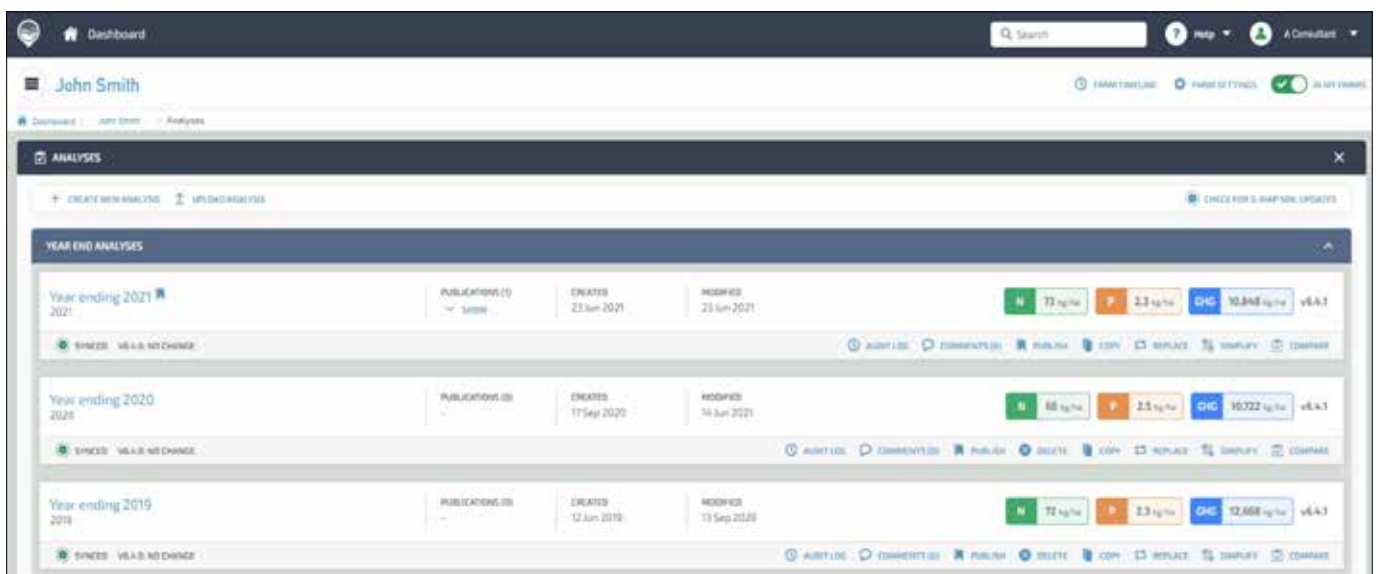 Dashboard
Search
Help
A Consultant
John Smith
FARM TIMELINE
FARM SETTINGS
IN MY FARMS
Dashboard / John Smith / Analyses
ANALYSES
+ CREATE NEW ANALYSIS
UPLOAD ANALYSIS
CHECK FOR S-MAP SOIL UPDATES
YEAR END ANALYSES
Year ending 2021
2021
PUBLICATIONS (1)
SHOW
CREATED
23 Jun 2021
MODIFIED
23 Jun 2021
N 73 kg/ha P 2.3 kg/ha GHG 10,848 kg/ha v6.4.1
SYNCED V6.4.0: NO CHANGE
AUDIT LOG COMMENTS PUBLISH COPY REPLACE SIMPLIFY COMPARE
Year ending 2020
2020
PUBLICATIONS (0)
-
CREATED
17 Sep 2020
MODIFIED
14 Jun 2021
N 68 kg/ha P 2.5 kg/ha GHG 10,722 kg/ha v6.4.1
SYNCED V6.4.0: NO CHANGE
AUDIT LOG COMMENTS (0) PUBLISH DELETE COPY REPLACE SIMPLIFY COMPARE
Year ending 2019
2019
PUBLICATIONS (0)
-
CREATED
12 Jun 2019
MODIFIED
13 Sep 2020
N 72 kg/ha P 2.3 kg/ha GHG 12,658 kg/ha v6.4.1
SYNCED V6.4.0: NO CHANGE
AUDIT LOG COMMENTS (0) PUBLISH DELETE COPY REPLACE SIMPLIFY COMPARE